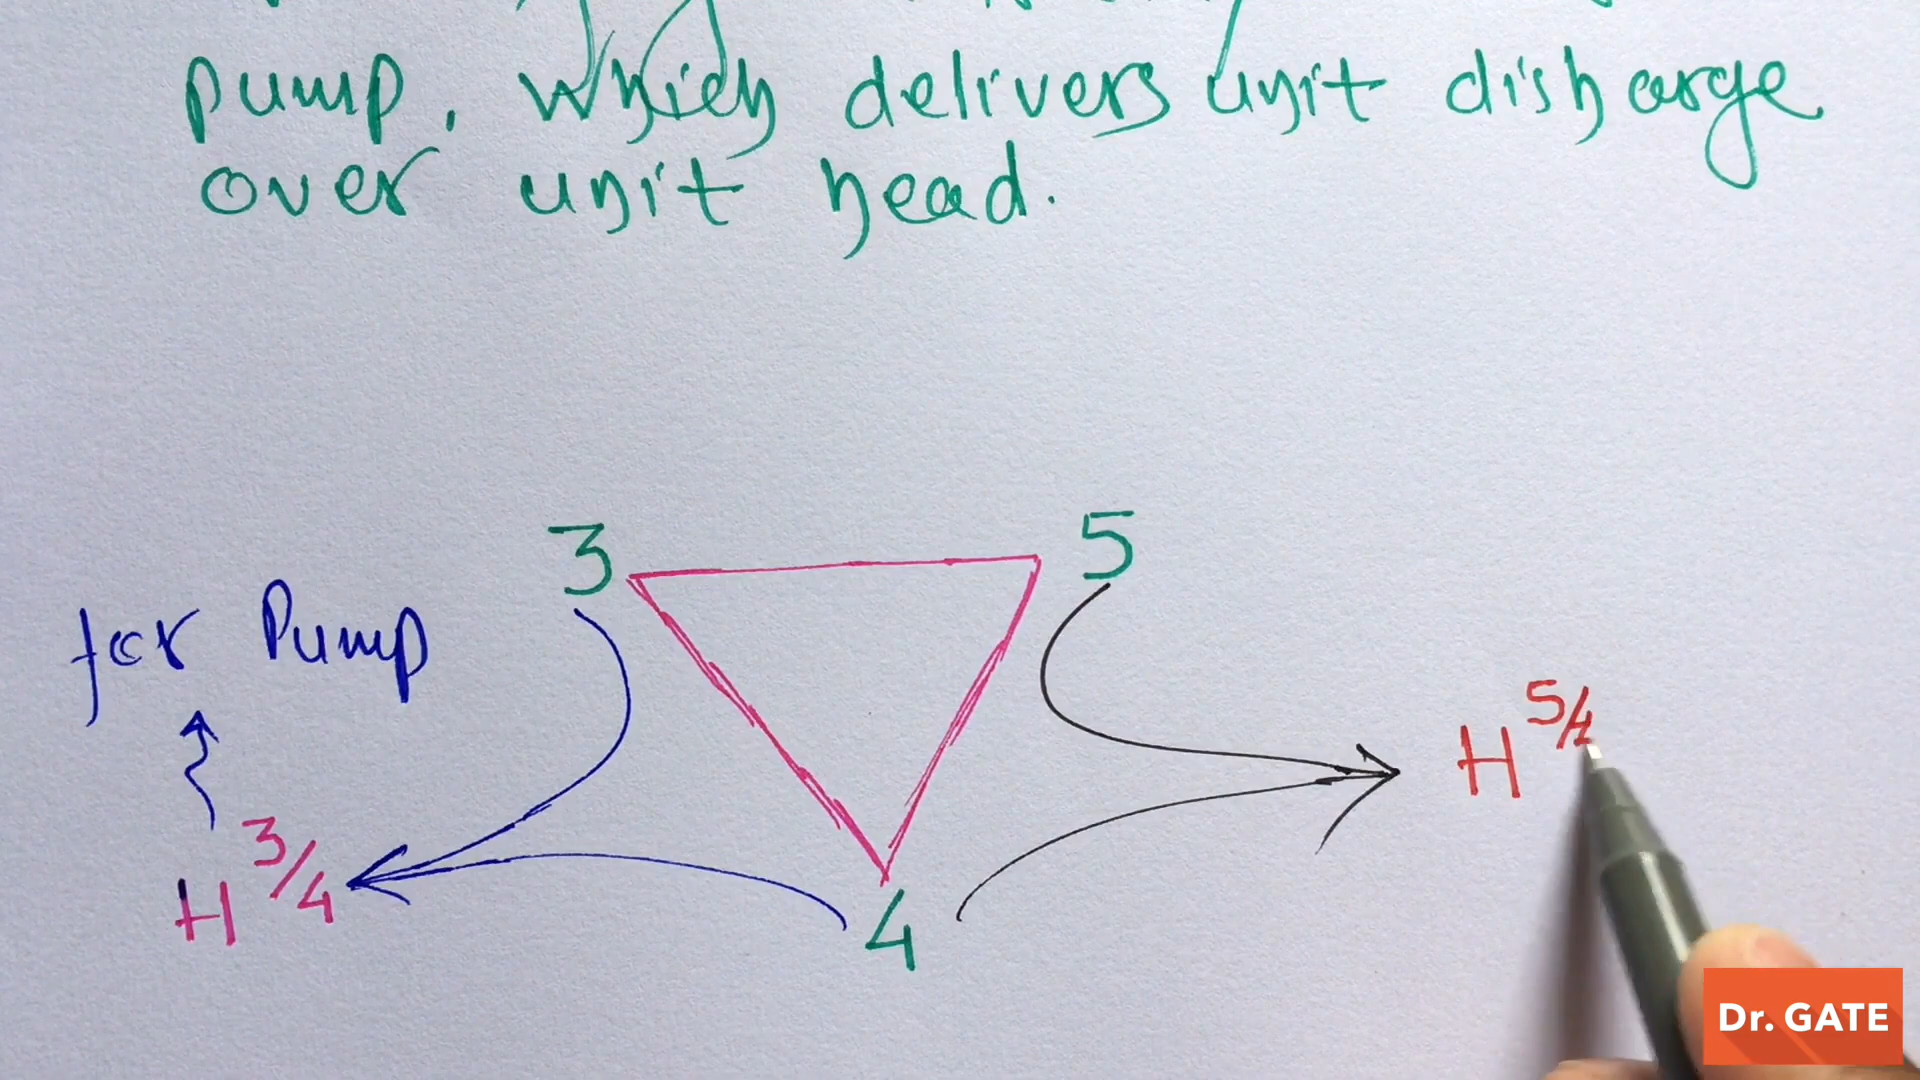 pump, which delivers unit discharge
over unit head.
3 5
for Pump
H 5/4
H 3/4
4
Dr. GATE